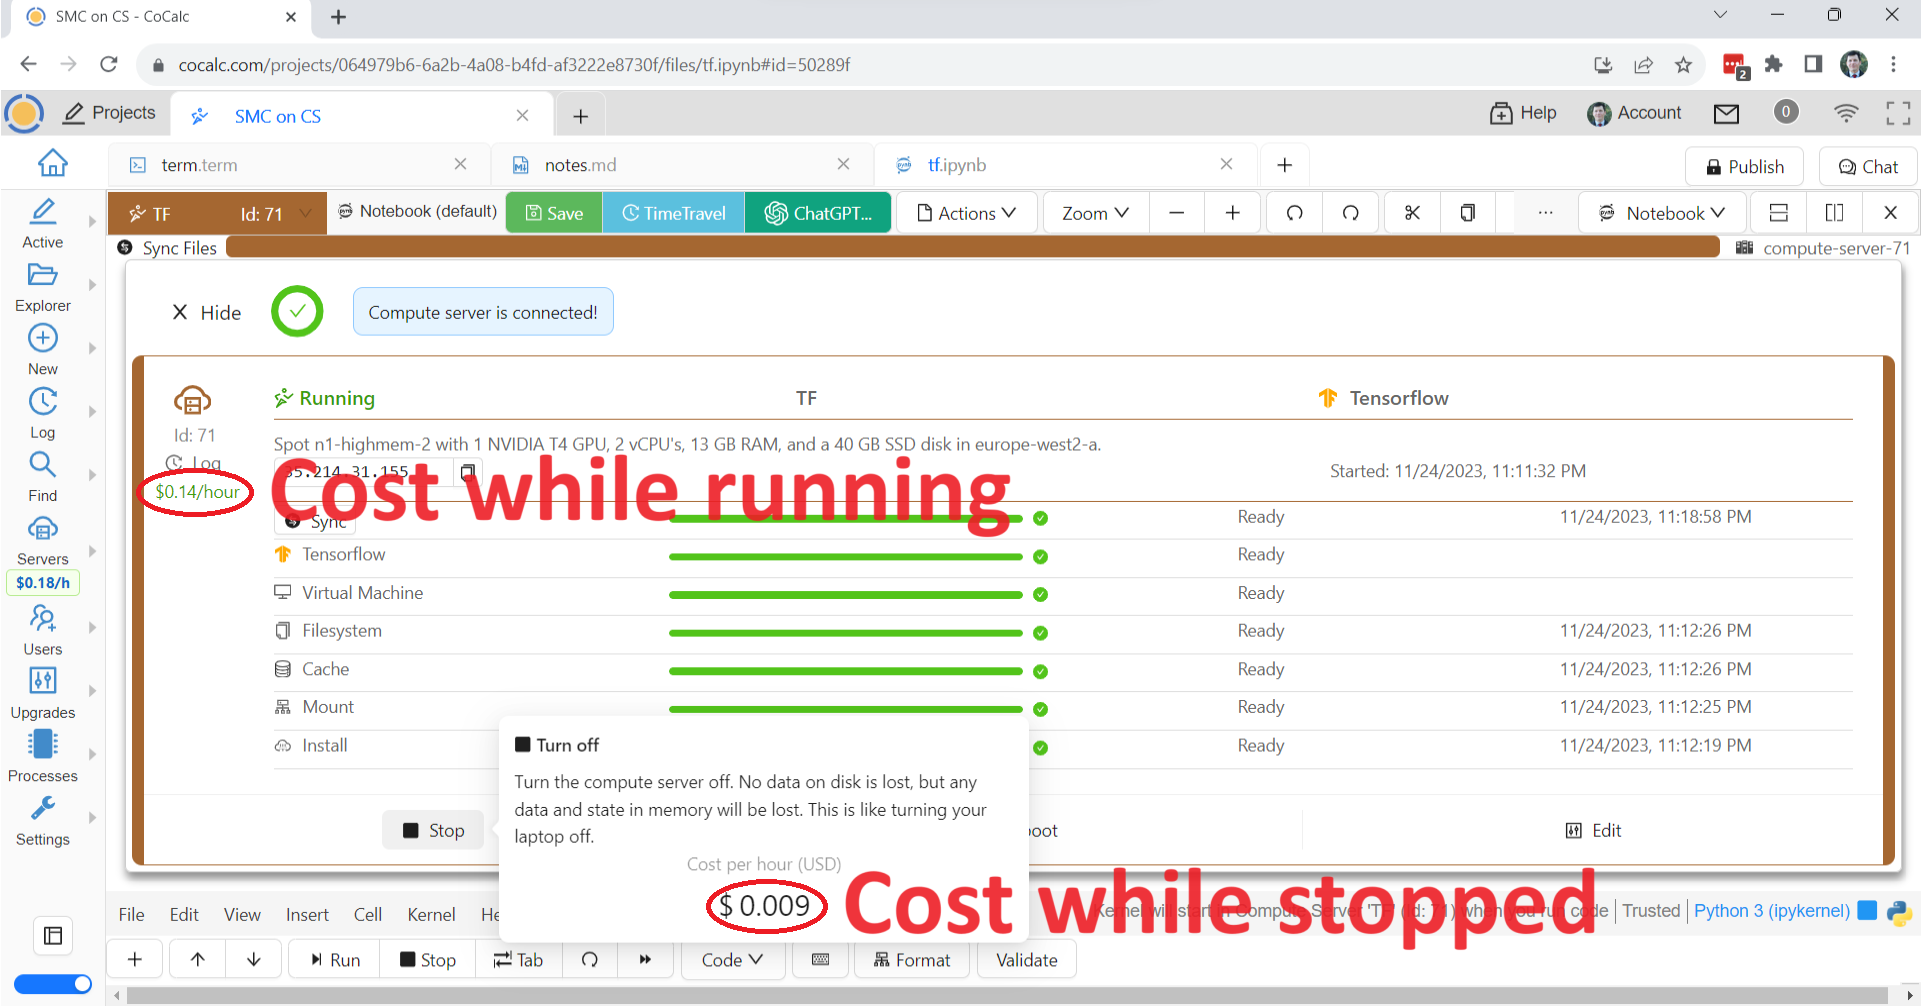 SMC on CS - CoCalc
cocalc.com/projects/064979b6-6a2b-4a08-b4fd-af3222e8730f/files/tf.ipynb#id=50289f
2
Projects
SMC on CS
Help
Account
0
term.term
notes.md
tf.ipynb
Publish
Chat
TF Id: 71
Notebook (default)
Save
TimeTravel
ChatGPT...
Actions
Zoom
...
Notebook
Sync Files
compute-server-71
Active
Explorer
New
Log
Find
Servers
$0.18/h
Users
Upgrades
Processes
Settings
Hide
Compute server is connected!
Id: 71
Log
$0.14/hour
Running
TF
Tensorflow
Spot n1-highmem-2 with 1 NVIDIA T4 GPU, 2 vCPU's, 13 GB RAM, and a 40 GB SSD disk in europe-west2-a.
35.214.31.155
Started: 11/24/2023, 11:11:32 PM
Cost while running
Sync Ready 11/24/2023, 11:18:58 PM
Tensorflow Ready
Virtual Machine Ready
Filesystem Ready 11/24/2023, 11:12:26 PM
Cache Ready 11/24/2023, 11:12:26 PM
Mount Ready 11/24/2023, 11:12:25 PM
Install Ready 11/24/2023, 11:12:19 PM
Turn off
Turn the compute server off. No data on disk is lost, but any
data and state in memory will be lost. This is like turning your
laptop off.
Cost per hour (USD)
$ 0.009
Cost while stopped
Stop
oot
Edit
File Edit View Insert Cell Kernel He
Kernel will start in Compute Server 'TF' (Id: 71) when you run code
Trusted
Python 3 (ipykernel)
Run
Stop
Tab
Code
Format
Validate